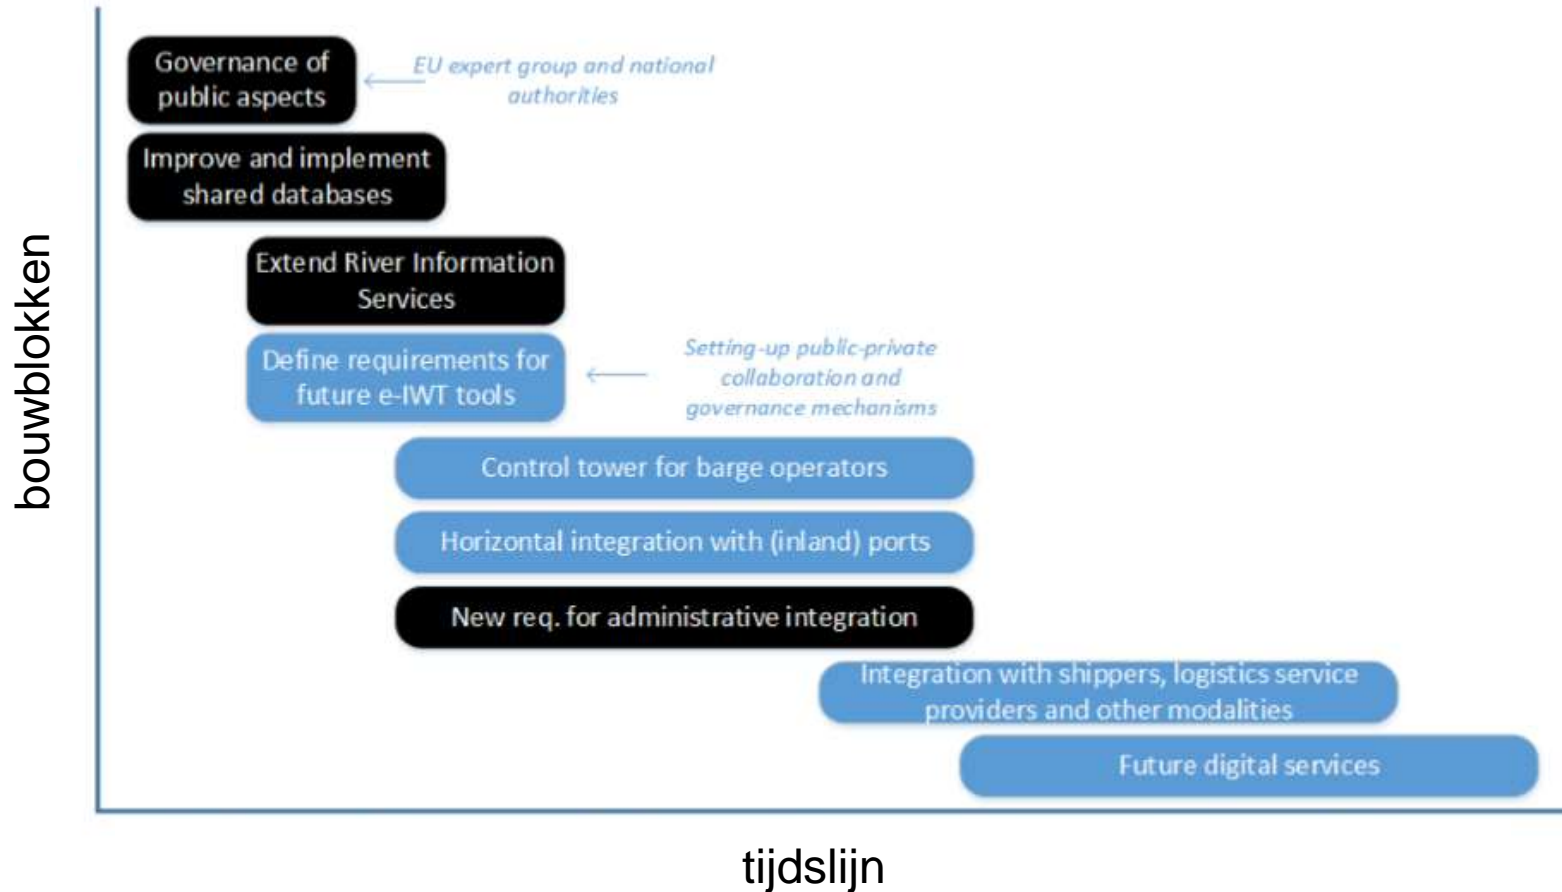 Governance of
public aspects
EU expert group and national
authorities
Improve and implement
shared databases
Extend River Information
Services
Define requirements for
future e-IWT tools
Setting-up public-private
collaboration and
governance mechanisms
Control tower for barge operators
Horizontal integration with (inland) ports
New req. for administrative integration
Integration with shippers, logistics service
providers and other modalities
Future digital services
bouwblokken
tijdslijn